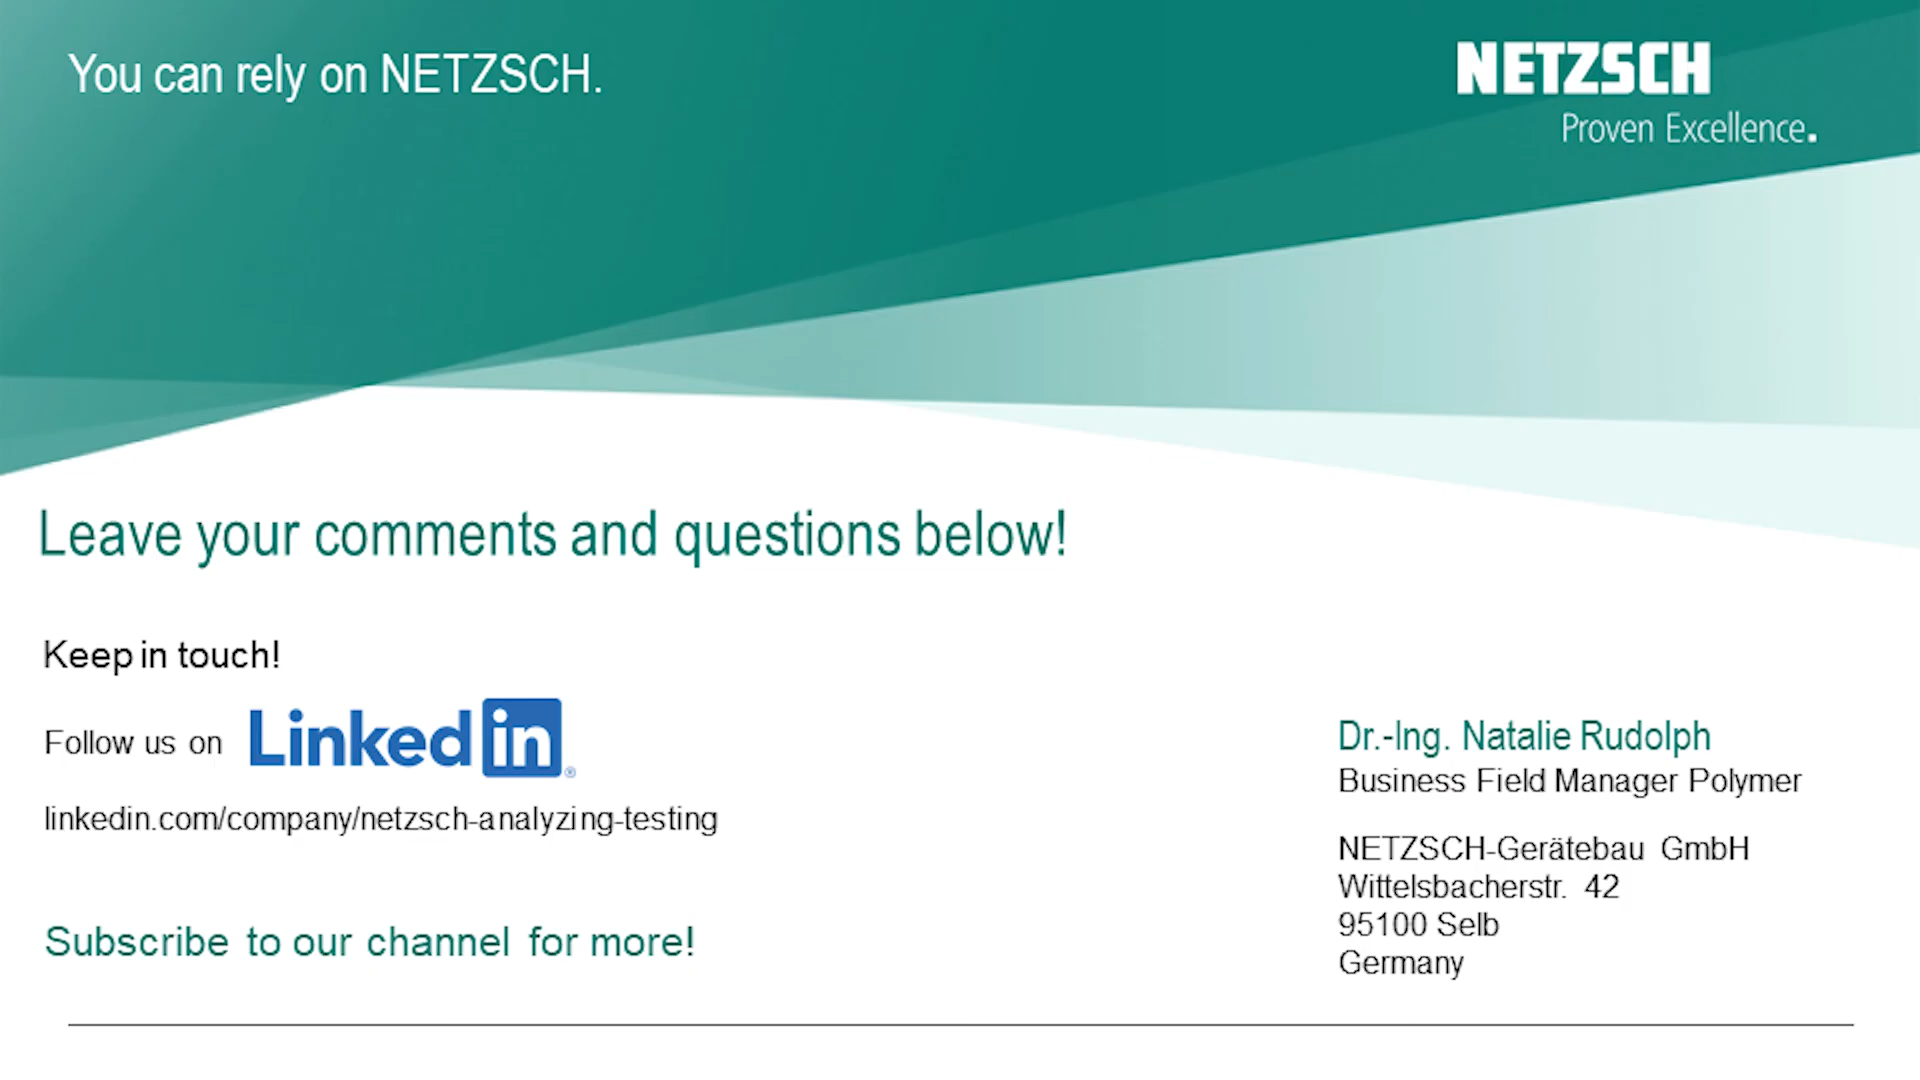 You can rely on NETZSCH.
NETZSCH
Proven Excellence.
Leave your comments and questions below!
Keep in touch!
Follow us on Linked in ®
linkedin.com/company/netzsch-analyzing-testing
Subscribe to our channel for more!
Dr.-Ing. Natalie Rudolph
Business Field Manager Polymer
NETZSCH-Gerätebau GmbH
Wittelsbacherstr. 42
95100 Selb
Germany